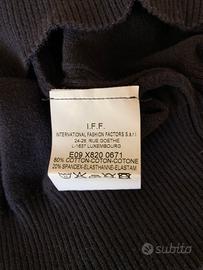 I.F.F.
INTERNATIONAL FASHION FACTORS S.a r.l.
24-28 RUE GOETHE
L-1637 LUXEMBOURG
E09 X820 0671
80% COTTON-COTON-COTONE
20% SPANDEX-ELASTHANNE-ELASTAM
subito